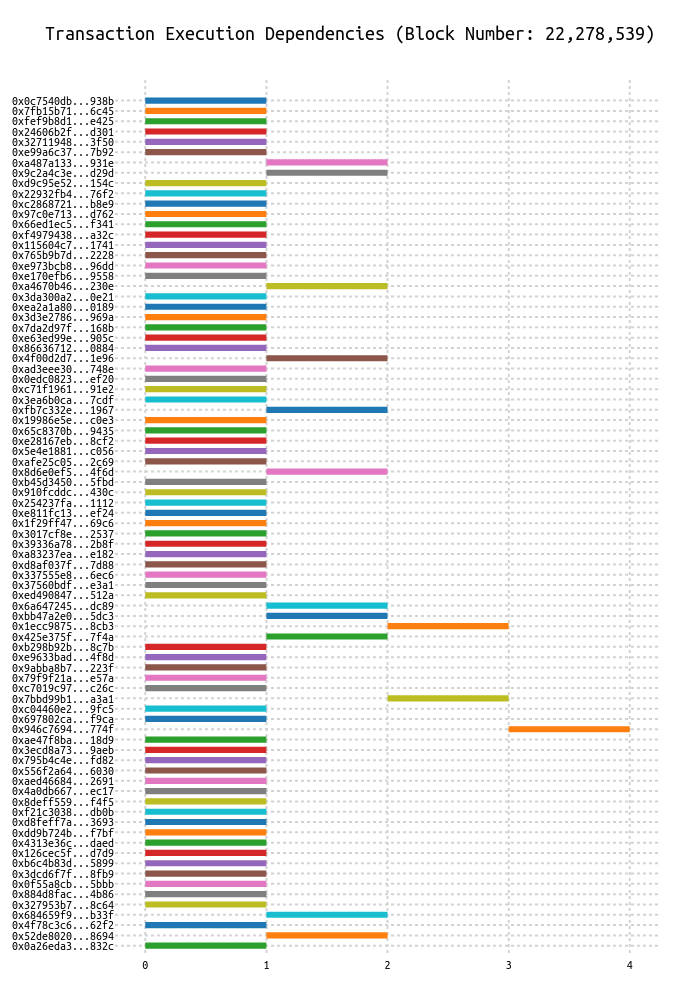 Transaction Execution Dependencies (Block Number: 22,278,539)
0x0c7540db...938b
0x7fb15b71...6c45
0xfef9b8d1...e425
0x24606b2f...d301
0x32711948...3f50
0xe99a6c37...7b92
0xa487a133...931e
0x9c2a4c3e...d29d
0xd9c95e52...154c
0x22932fb4...76f2
0xc2868721...b8e9
0x97c0e713...d762
0x66ed1ec5...f341
0xf4979438...a32c
0x115604c7...1741
0x765b9b7d...2228
0xe973bcb8...96dd
0xe170efb6...9558
0xa4670b46...230e
0x3da300a2...0e21
0xea2a1a80...0189
0x3d3e2786...969a
0x7da2d97f...168b
0xe63ed99e...905c
0x86636712...0884
0x4f00d2d7...1e96
0xad3eee30...748e
0x0edc0823...ef20
0xc71f1961...91e2
0x3ea6b0ca...7cdf
0xfb7c332e...1967
0x19986e5e...c0e3
0x65c8370b...9435
0xe28167eb...8cf2
0x5e4e1881...c056
0xafe25c05...2c69
0x8d6e0ef5...4f6d
0xb45d3450...5fbd
0x910fcddc...430c
0x254237fa...1112
0xe811fc13...ef24
0x1f29ff47...69c6
0x3017cf8e...2537
0x39336a78...2b8f
0xa83237ea...e182
0xd8af037f...7d88
0x337555e8...6ec6
0x37560bdf...e3a1
0xed490847...512a
0x6a647245...dc89
0xbb47a2e0...5dc3
0x1ecc9875...8cb3
0x425e375f...7f4a
0xb298b92b...8c7b
0xe9633bad...4f8d
0x9abba8b7...223f
0x79f9f21a...e57a
0xc7019c97...c26c
0x7bbd99b1...a3a1
0xc04460e2...9fc5
0x697802ca...f9ca
0x946c7694...774f
0xae47f8ba...18d9
0x3ecd8a73...9aeb
0x795b4c4e...fd82
0x556f2a64...6030
0xaed46684...2691
0x4a0db667...ec17
0x8deff559...f4f5
0xf21c3038...db0b
0xd8feff7a...3693
0xdd9b724b...f7bf
0x4313e36c...daed
0x126cec5f...d7d9
0xb6c4b83d...5899
0x3dcd6f7f...8fb9
0x0f55a8cb...5bbb
0x884d8fac...4b86
0x327953b7...8c64
0x684659f9...b33f
0x4f78c3c6...62f2
0x52de8020...8694
0x0a26eda3...832c
0 1 2 3 4